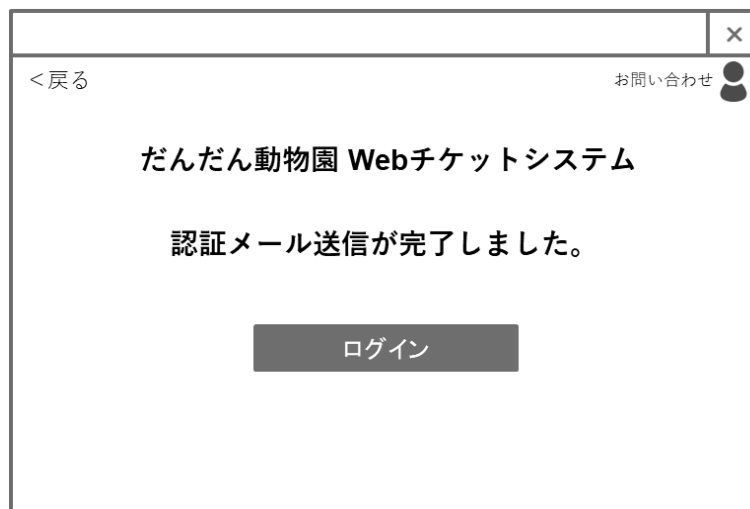 <戻る
お問い合わせ
だんだん動物園 Webチケットシステム
認証メール送信が完了しました。
ログイン